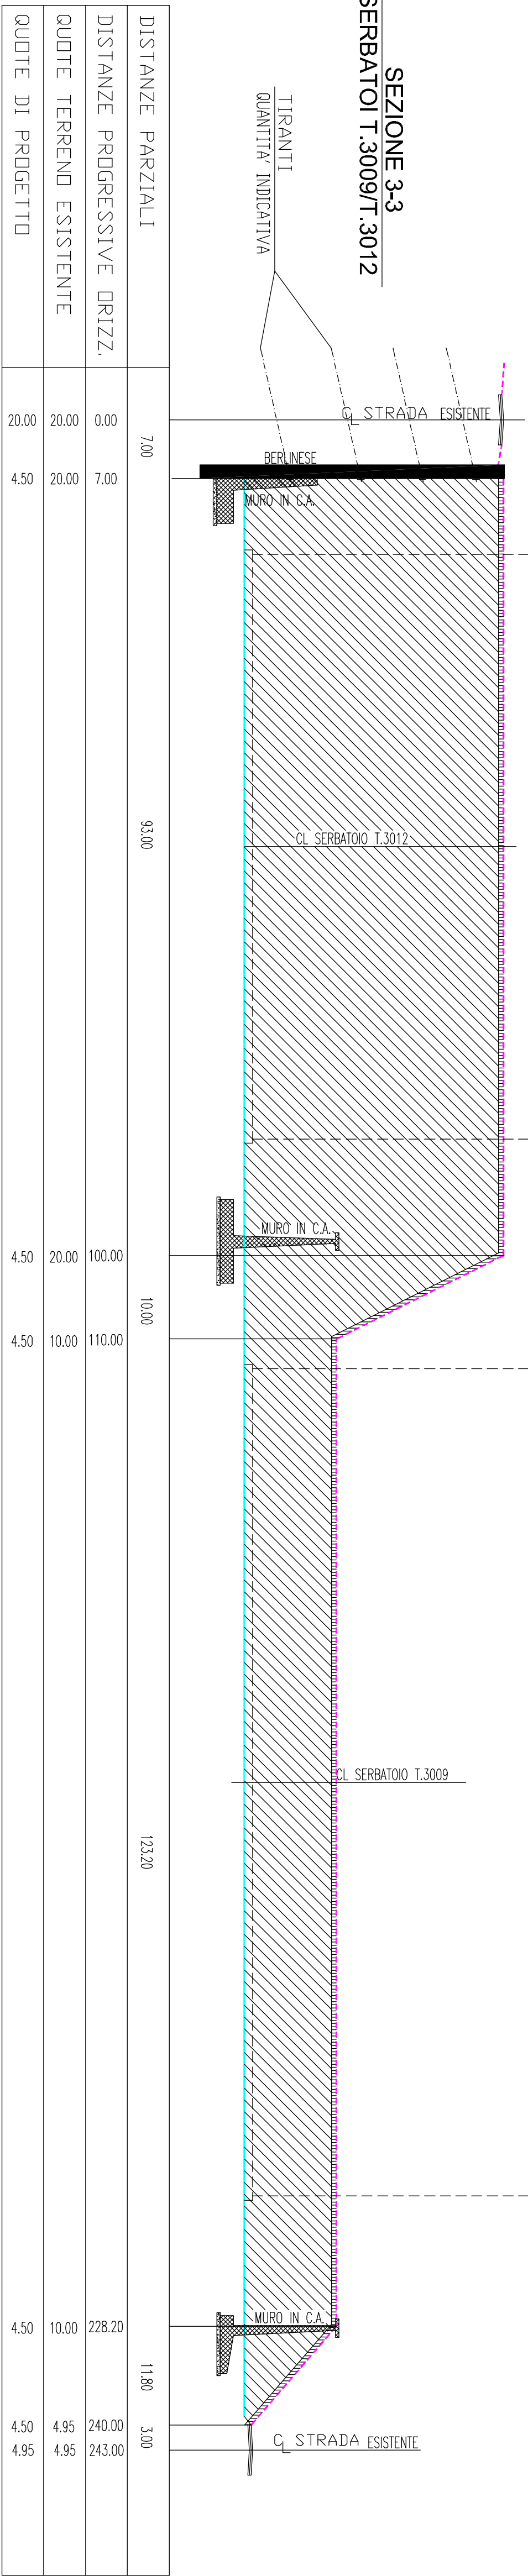 SEZIONE 3-3
SERBATOI T.3009/T.3012
TIRANTI
QUANTITA' INDICATIVA
CL STRADA ESISTENTE
BERLINESE
MURO IN C.A.
CL SERBATOIO T.3012
MURO IN C.A.
CL SERBATOIO T.3009
MURO IN C.A.
CL STRADA ESISTENTE
DISTANZE PARZIALI 7.00 93.00 10.00 123.20 11.80 3.00
DISTANZE PROGRESSIVE ORIZZ. 0.00 7.00 100.00 110.00 228.20 240.00 243.00
QUOTE TERRENO ESISTENTE 20.00 20.00 20.00 10.00 10.00 4.95 4.95
QUOTE DI PROGETTO 20.00 4.50 4.50 4.50 4.50 4.50 4.95